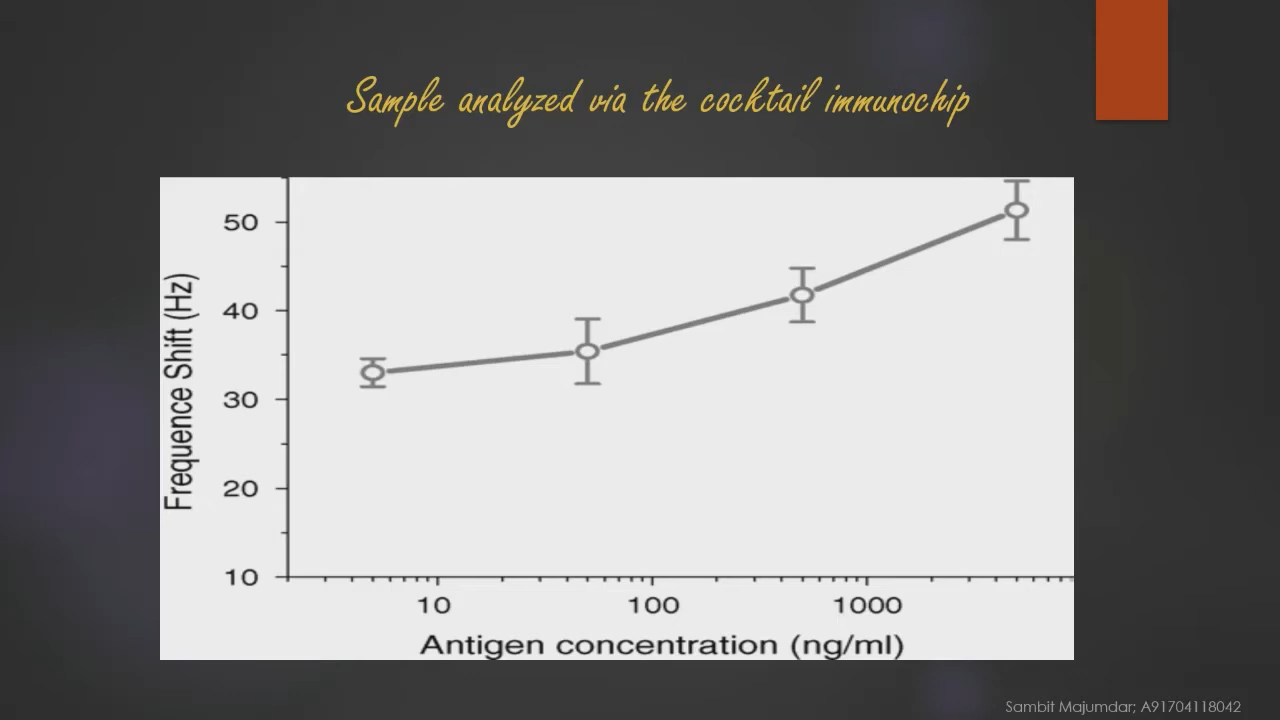 Sample analyzed via the cocktail immunochip
50
40
30
20
10
Frequence Shift (Hz)
10 100 1000
Antigen concentration (ng/ml)
Sambit Majumdar; A91704118042